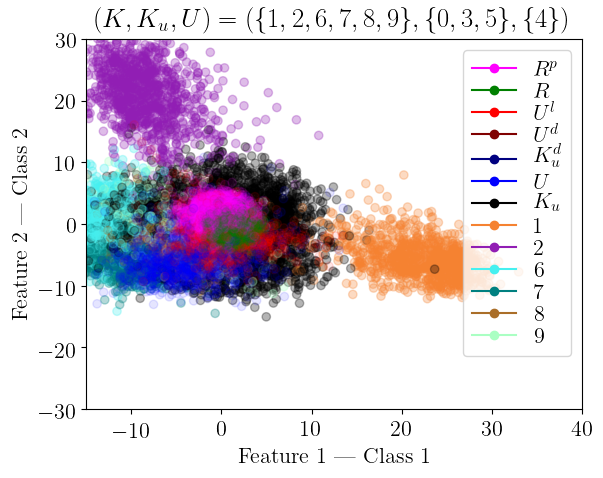 (K, K_u, U) = ({1, 2, 6, 7, 8, 9}, {0, 3, 5}, {4})
30
20
10
0
−10
−20
−30
Feature 2 — Class 2
−10
0
10
20
30
40
Feature 1 — Class 1
R^p
R
U^l
U^d
K_u^d
U
K_u
1
2
6
7
8
9